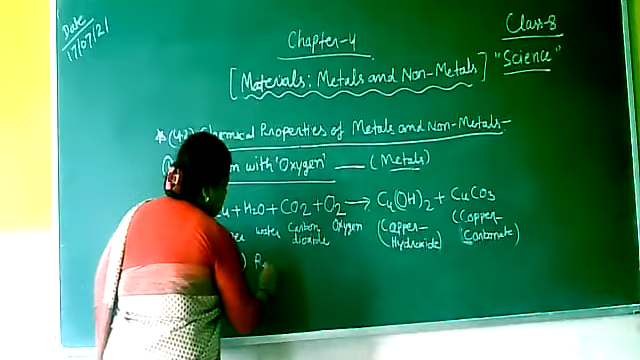 Date
17/07/21
Class-8
Chapter-4
"Science"
[Materials: Metals and Non-Metals]
* (4.2) Chemical Properties of Metals and Non-Metals-
with 'Oxygen' —— (Metals)
+ H2O + CO2 + O2 → Cu(OH)2 + CuCO3
water Carbon dioxide Oxygen (Copper-Hydroxide) (Copper-Carbonate)